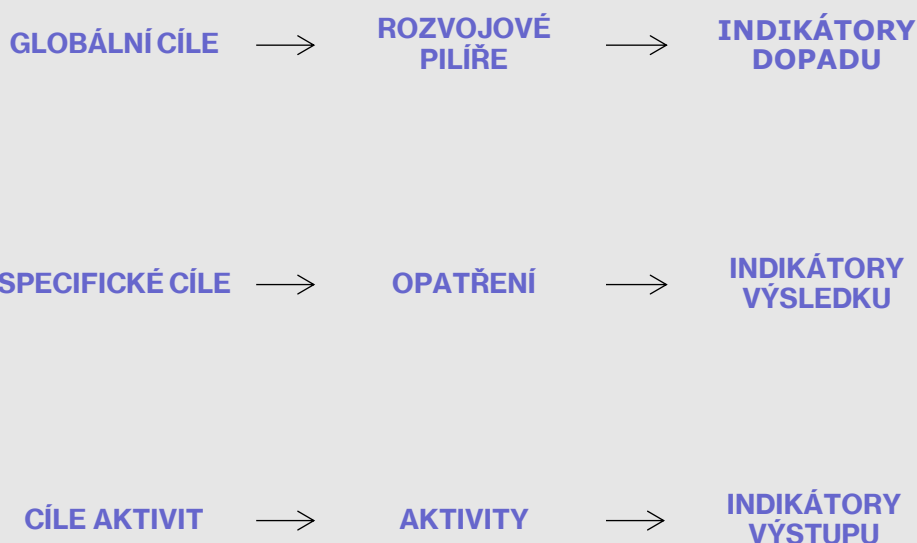 GLOBÁLNÍ CÍLE
ROZVOJOVÉ
PILÍŘE
INDIKÁTORY
DOPADU
SPECIFICKÉ CÍLE
OPATŘENÍ
INDIKÁTORY
VÝSLEDKU
CÍLE AKTIVIT
AKTIVITY
INDIKÁTORY
VÝSTUPU